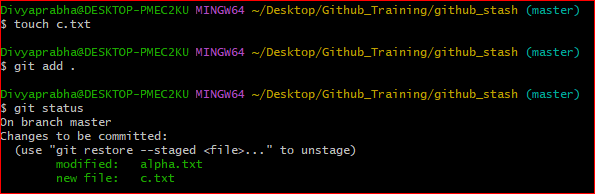 Divyaprabha@DESKTOP-PMEC2KU MINGW64 ~/Desktop/Github_Training/github_stash (master)
$ touch c.txt
Divyaprabha@DESKTOP-PMEC2KU MINGW64 ~/Desktop/Github_Training/github_stash (master)
$ git add .
Divyaprabha@DESKTOP-PMEC2KU MINGW64 ~/Desktop/Github_Training/github_stash (master)
$ git status
On branch master
Changes to be committed:
  (use "git restore --staged <file>..." to unstage)
        modified:   alpha.txt
        new file:   c.txt